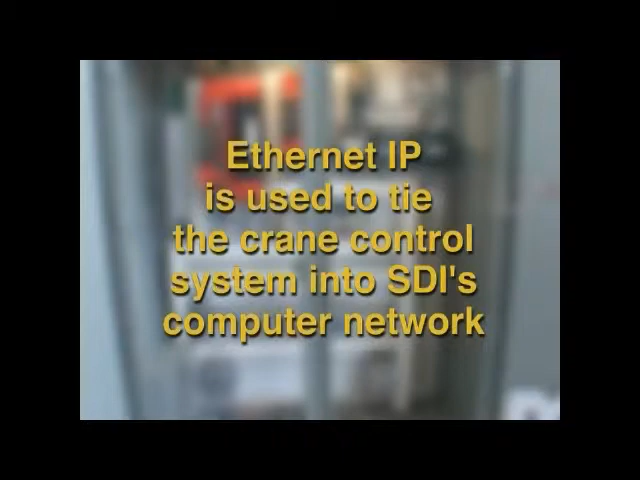 Ethernet IP
is used to tie
the crane control
system into SDI's
computer network